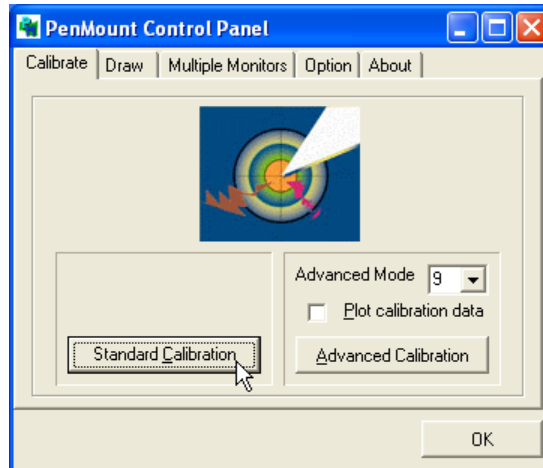 PenMount Control Panel
Calibrate Draw Multiple Monitors Option About
Advanced Mode 9
Plot calibration data
Standard Calibration Advanced Calibration
OK